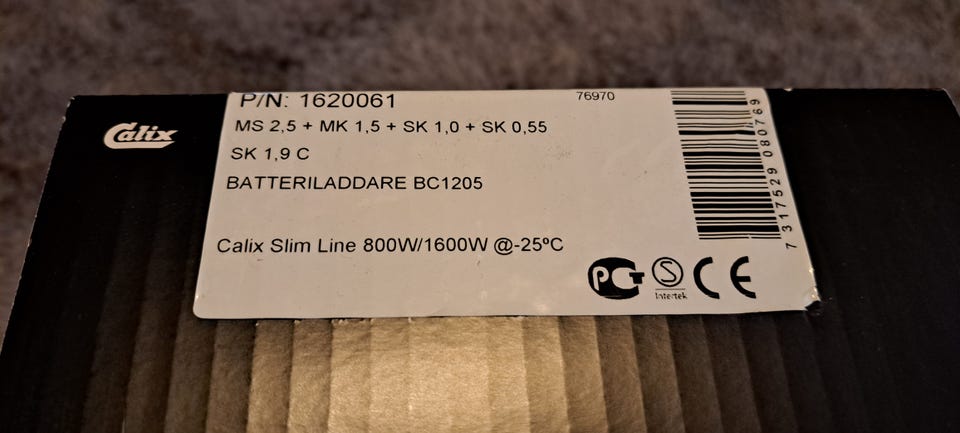 Calix
P/N: 1620061
76970
MS 2,5 + MK 1,5 + SK 1,0 + SK 0,55
SK 1,9 C
BATTERILADDARE BC1205
Calix Slim Line 800W/1600W @-25ºC
7 317529 080769
PG
S
Intertek
CE